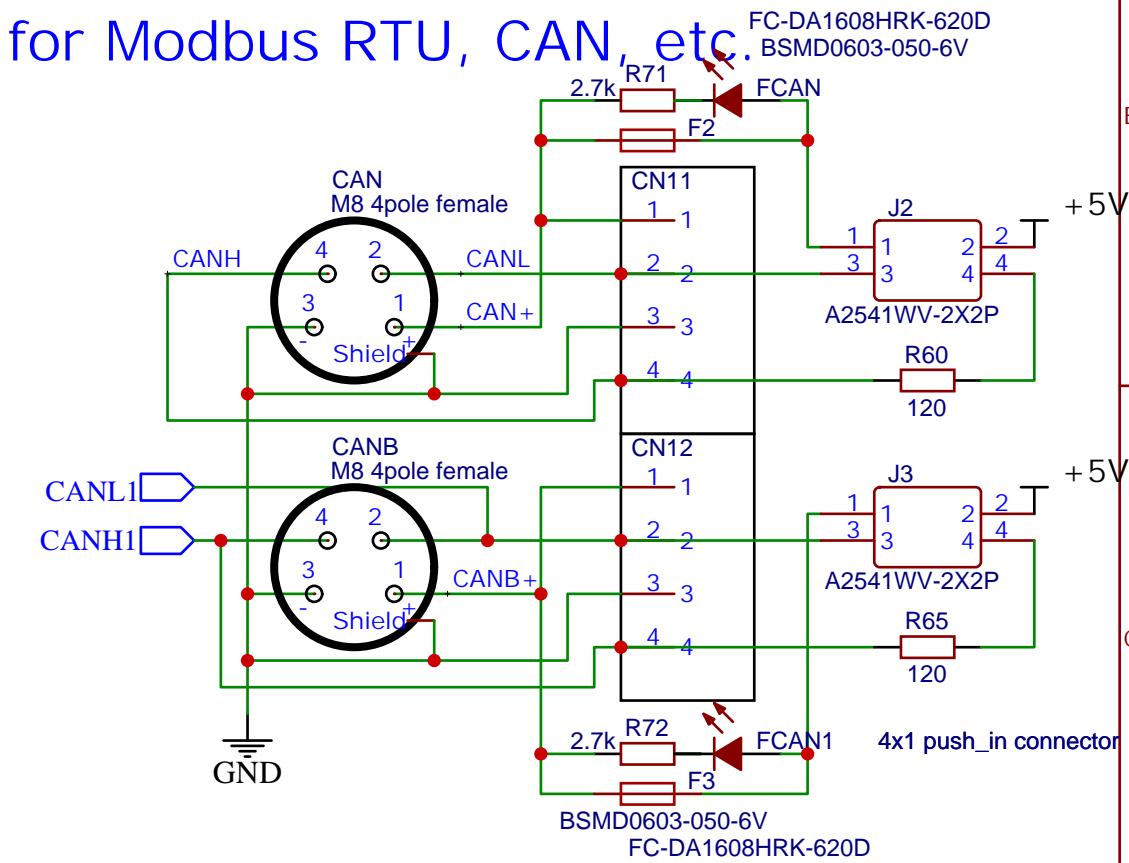 FC-DA1608HRK-620D
for Modbus RTU, CAN, etc.
BSMD0603-050-6V
R71
2.7k
FCAN
F2
CAN
M8 4pole female
CN11
1 1
J2
+5V
4 2
CANH
CANL
2 2
1 1 2 2
3 3 4 4
3 1
CAN+
3 3
A2541WV-2X2P
- +
Shield
4 4
R60
120
CANB
M8 4pole female
CN12
1 1
J3
+5V
CANL1
4 2
CANH1
2 2
1 1 2 2
3 3 4 4
3 1
CANB+
3 3
A2541WV-2X2P
- +
Shield
4 4
R65
120
R72
2.7k
FCAN1
4x1 push_in connector
GND
F3
BSMD0603-050-6V
FC-DA1608HRK-620D